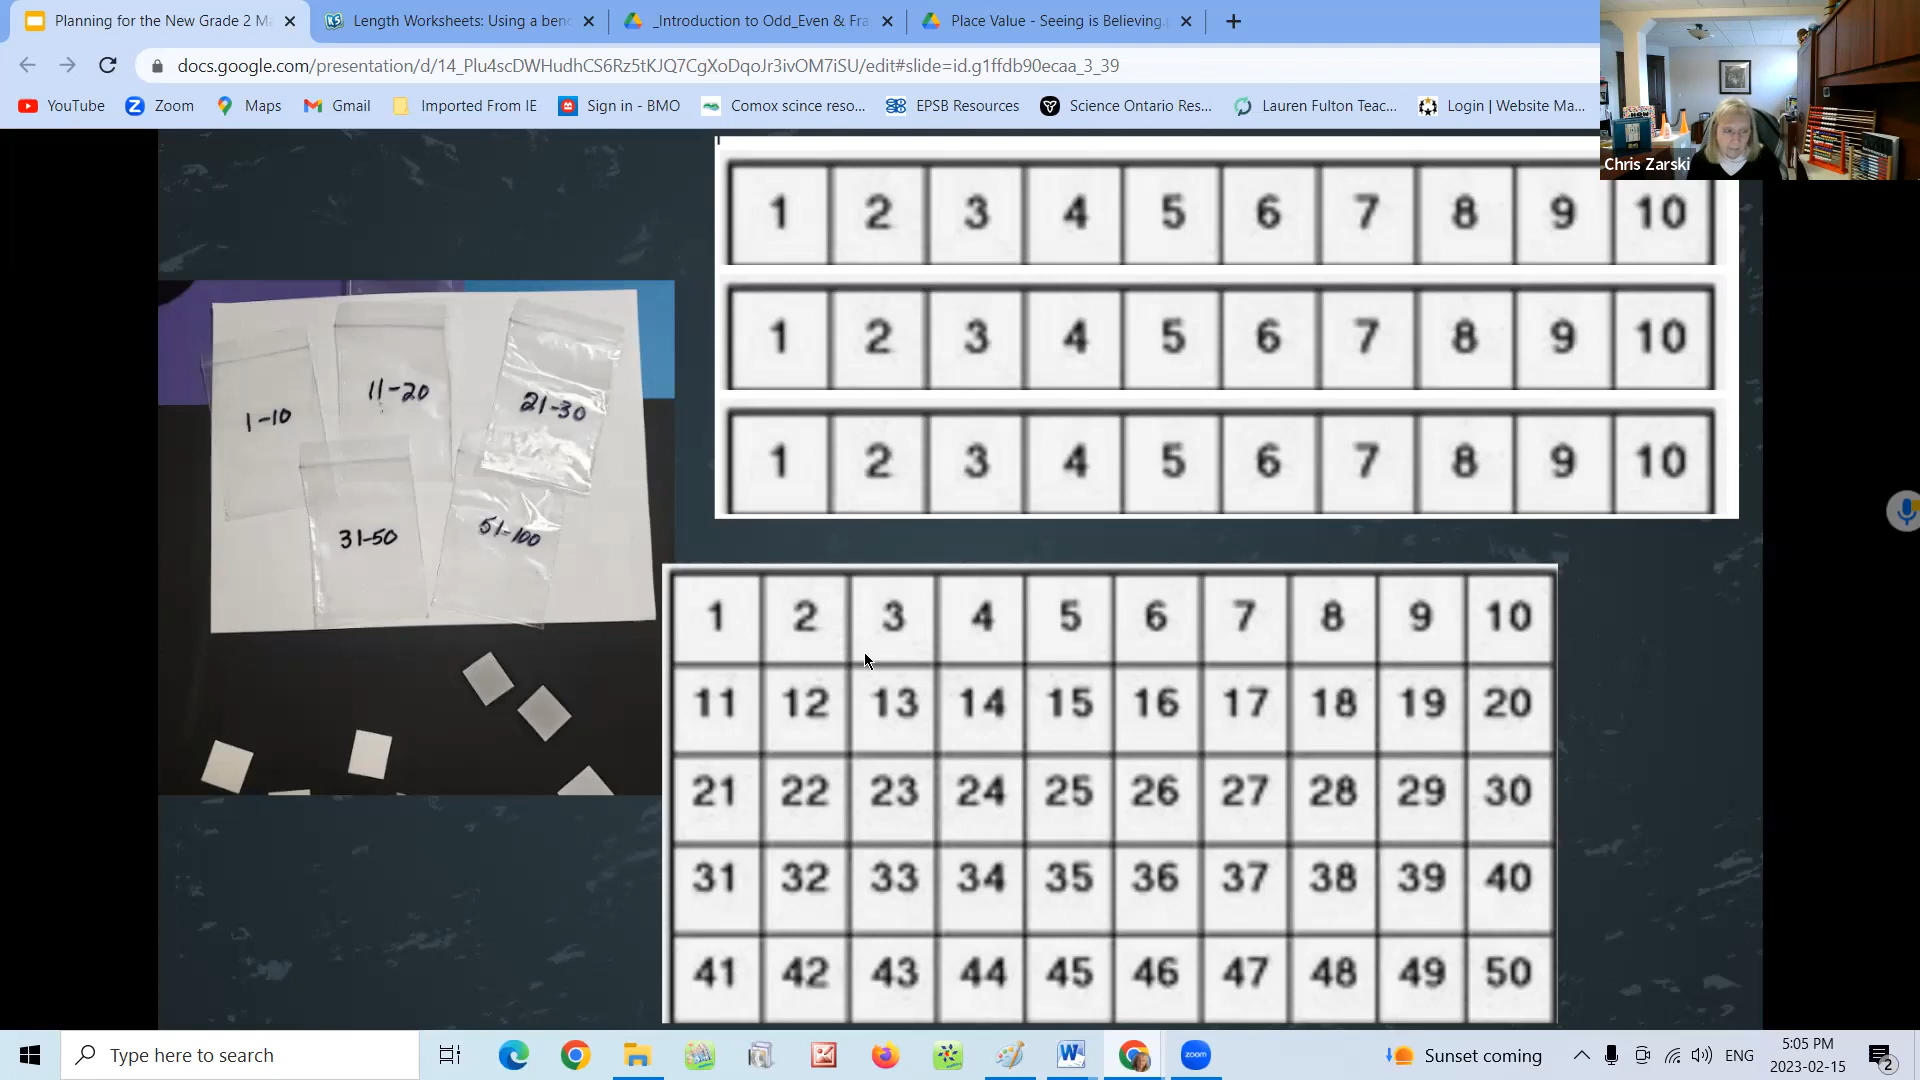 Planning for the New Grade 2 Ma
Length Worksheets: Using a ben
_Introduction to Odd_Even & Fra
Place Value - Seeing is Believing.
docs.google.com/presentation/d/14_Plu4scDWHudhCS6Rz5tKJQ7CgXoDqoJr3ivOM7iSU/edit#slide=id.g1ffdb90ecaa_3_39
YouTube Zoom Maps Gmail Imported From IE Sign in - BMO Comox scince reso... EPSB Resources Science Ontario Res... Lauren Fulton Teac... Login | Website Ma...
Chris Zarski
1 2 3 4 5 6 7 8 9 10
1 2 3 4 5 6 7 8 9 10
1 2 3 4 5 6 7 8 9 10
1-10
11-20
21-30
31-50
51-100
1 2 3 4 5 6 7 8 9 10
11 12 13 14 15 16 17 18 19 20
21 22 23 24 25 26 27 28 29 30
31 32 33 34 35 36 37 38 39 40
41 42 43 44 45 46 47 48 49 50
Type here to search
zoom
Sunset coming
ENG
5:05 PM
2023-02-15
2